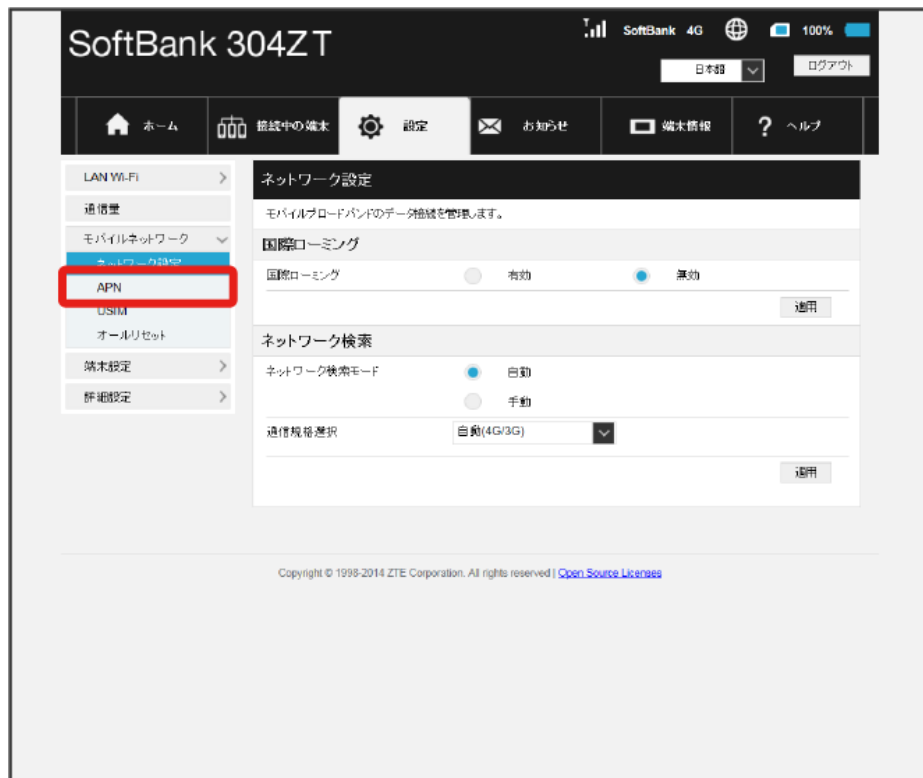 SoftBank 304ZT
SoftBank 4G 100%
日本語
ログアウト
ホーム
接続中の端末
設定
お知らせ
端末情報
? ヘルプ
LAN Wi-Fi
通信量
モバイルネットワーク
ネットワーク設定
APN
USIM
オールリセット
端末設定
詳細設定
ネットワーク設定
モバイルブロードバンドのデータ接続を管理します。
国際ローミング
国際ローミング 有効 無効
適用
ネットワーク検索
ネットワーク検索モード 自動
手動
通信規格選択 自動(4G/3G)
適用
Copyright © 1998-2014 ZTE Corporation. All rights reserved | Open Source Licenses